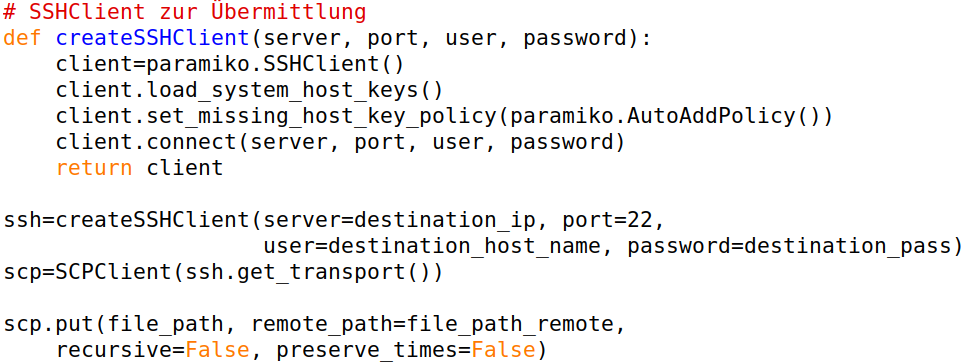 # SSHClient zur Übermittlung
def createSSHClient(server, port, user, password):
    client=paramiko.SSHClient()
    client.load_system_host_keys()
    client.set_missing_host_key_policy(paramiko.AutoAddPolicy())
    client.connect(server, port, user, password)
    return client

ssh=createSSHClient(server=destination_ip, port=22,
                    user=destination_host_name, password=destination_pass)
scp=SCPClient(ssh.get_transport())

scp.put(file_path, remote_path=file_path_remote,
    recursive=False, preserve_times=False)